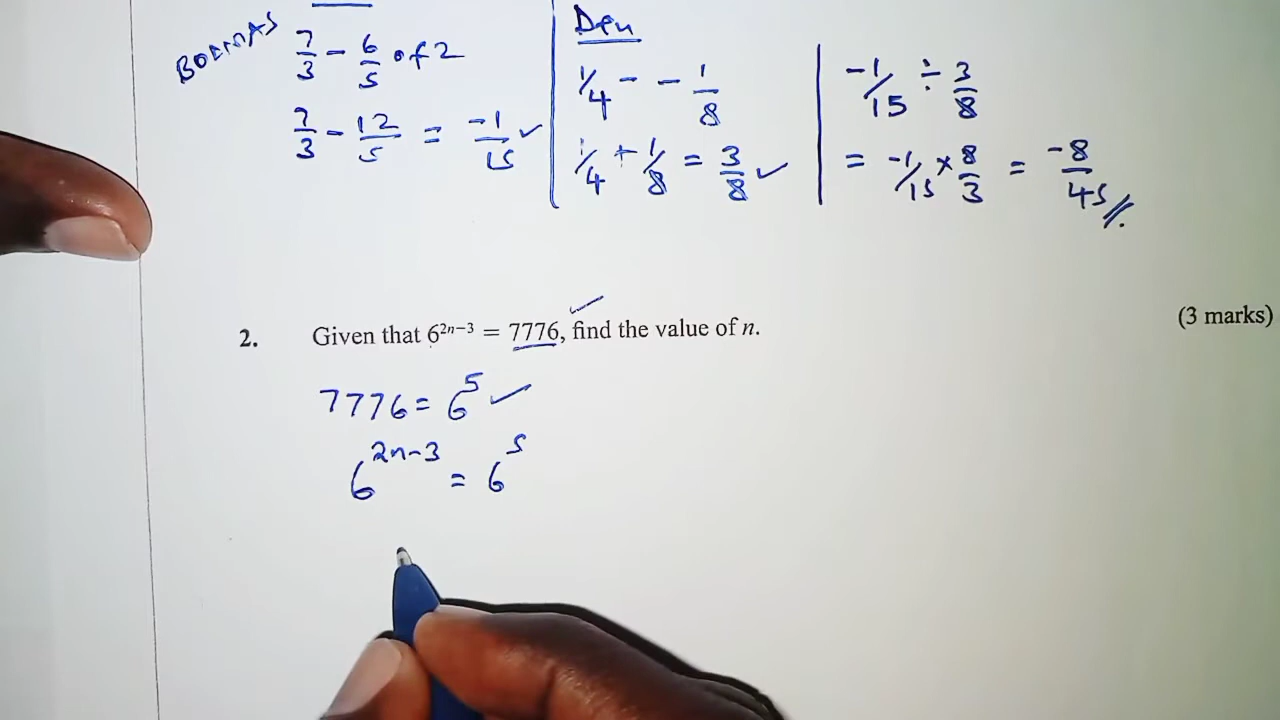 BODMAS
7/3 - 6/5 of 2
7/3 - 12/5 = -1/15 ✓
Den
1/4 - - 1/8
1/4 + 1/8 = 3/8 ✓
-1/15 ÷ 3/8
= -1/15 × 8/3 = -8/45 //.
2. Given that 6^{2n−3} = 7776, find the value of n. ✓ (3 marks)
7776 = 6^5 ✓
6^{2n-3} = 6^5